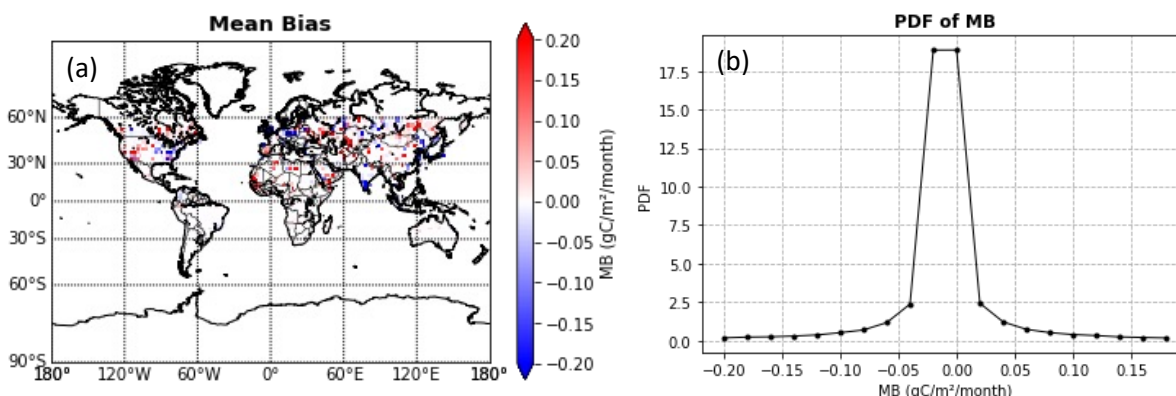 Mean Bias
(a)
60°N
30°N
0°
30°S
60°S
90°S
180° 120°W 60°W 0° 60°E 120°E 180°
0.20
0.15
0.10
0.05
0.00
−0.05
−0.10
−0.15
−0.20
MB (gC/m²/month)
PDF of MB
(b)
17.5
15.0
12.5
10.0
7.5
5.0
2.5
0.0
PDF
−0.20 −0.15 −0.10 −0.05 0.00 0.05 0.10 0.15
MB (gC/m²/month)